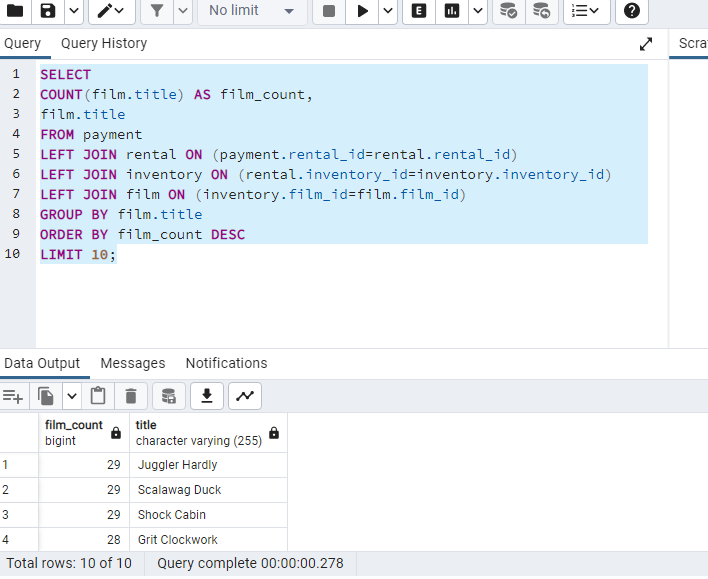 No limit
E
Query Query History
Scra
1 SELECT
2 COUNT(film.title) AS film_count,
3 film.title
4 FROM payment
5 LEFT JOIN rental ON (payment.rental_id=rental.rental_id)
6 LEFT JOIN inventory ON (rental.inventory_id=inventory.inventory_id)
7 LEFT JOIN film ON (inventory.film_id=film.film_id)
8 GROUP BY film.title
9 ORDER BY film_count DESC
10 LIMIT 10;
Data Output Messages Notifications
film_count title
bigint character varying (255)
1 29 Juggler Hardly
2 29 Scalawag Duck
3 29 Shock Cabin
4 28 Grit Clockwork
Total rows: 10 of 10 Query complete 00:00:00.278